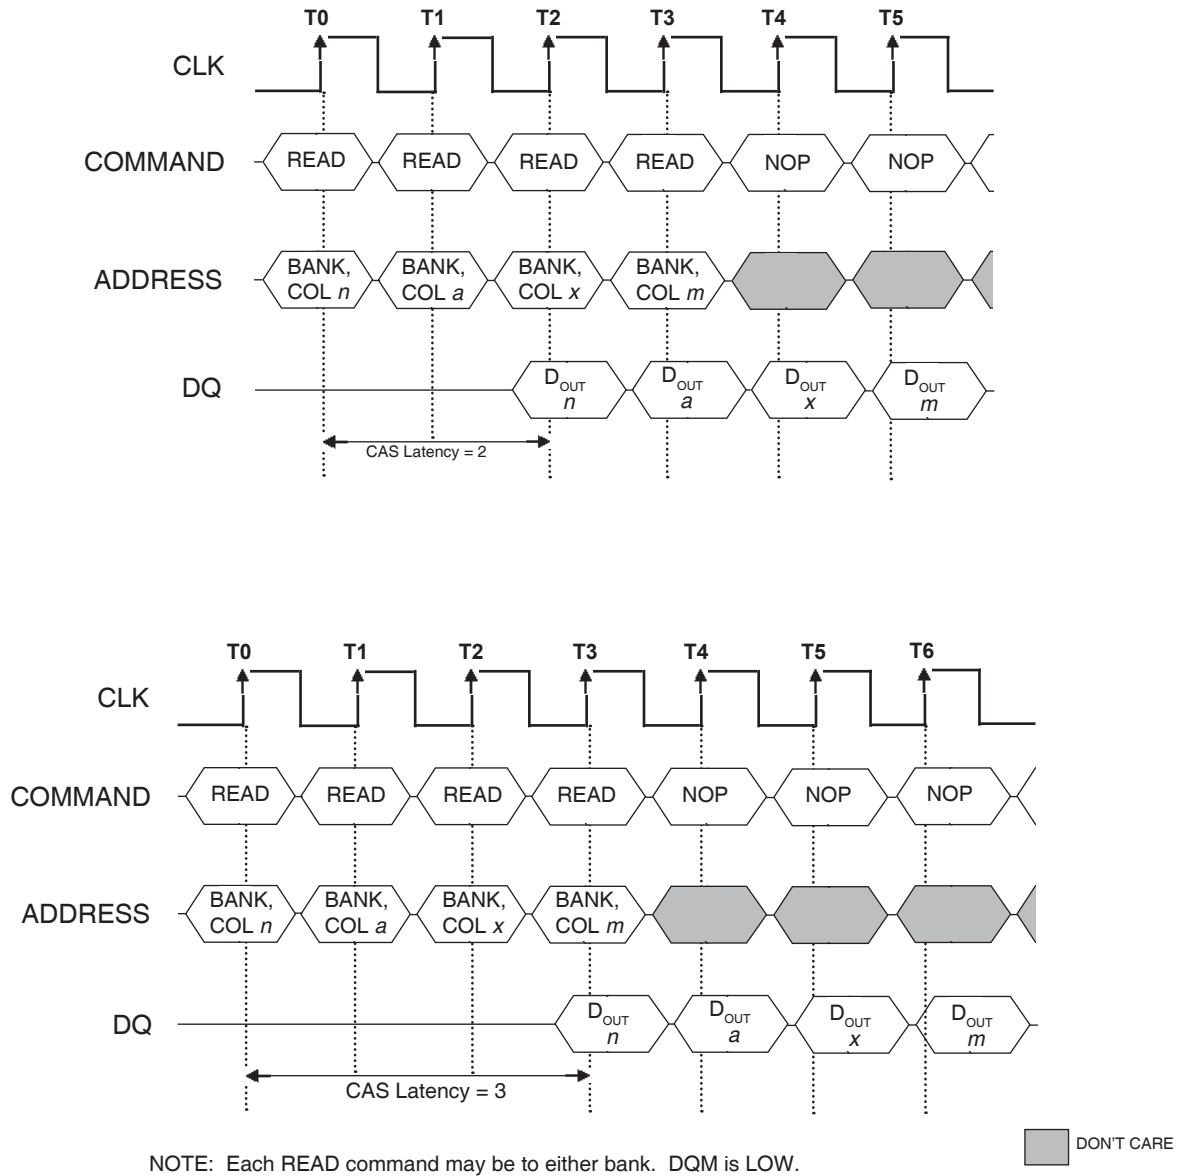 T0 T1 T2 T3 T4 T5
CLK
COMMAND READ READ READ READ NOP NOP
ADDRESS BANK, COL n BANK, COL a BANK, COL x BANK, COL m
DQ DOUT n DOUT a DOUT x DOUT m
CAS Latency = 2
T0 T1 T2 T3 T4 T5 T6
CLK
COMMAND READ READ READ READ NOP NOP NOP
ADDRESS BANK, COL n BANK, COL a BANK, COL x BANK, COL m
DQ DOUT n DOUT a DOUT x DOUT m
CAS Latency = 3
DON'T CARE
NOTE: Each READ command may be to either bank. DQM is LOW.